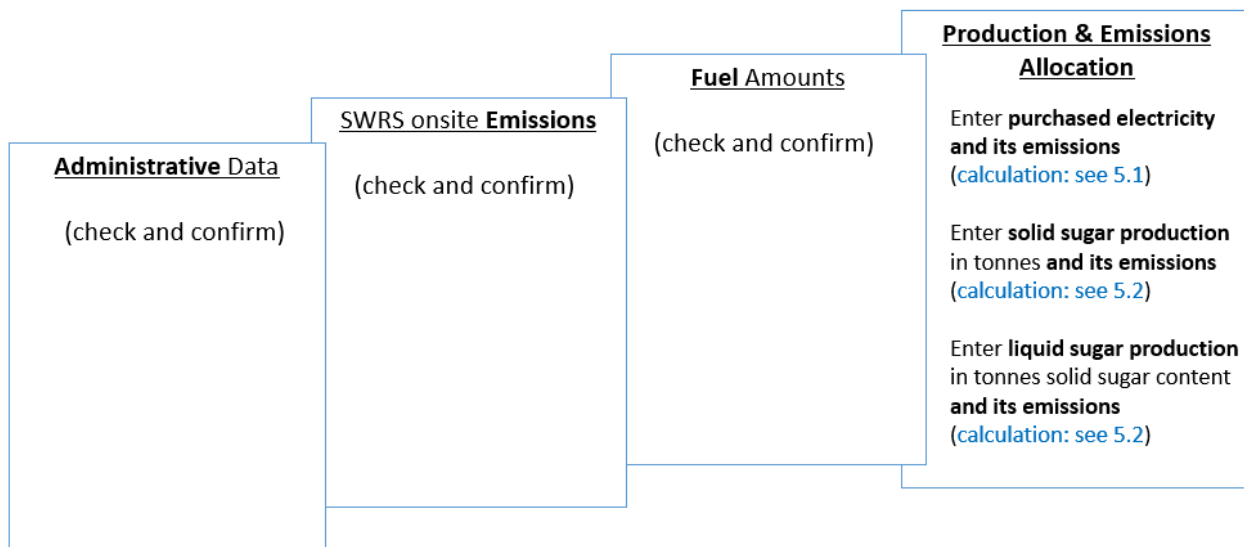 Administrative Data
(check and confirm)
SWRS onsite Emissions
(check and confirm)
Fuel Amounts
(check and confirm)
Production & Emissions
Allocation
Enter purchased electricity
and its emissions
(calculation: see 5.1)
Enter solid sugar production
in tonnes and its emissions
(calculation: see 5.2)
Enter liquid sugar production
in tonnes solid sugar content
and its emissions
(calculation: see 5.2)